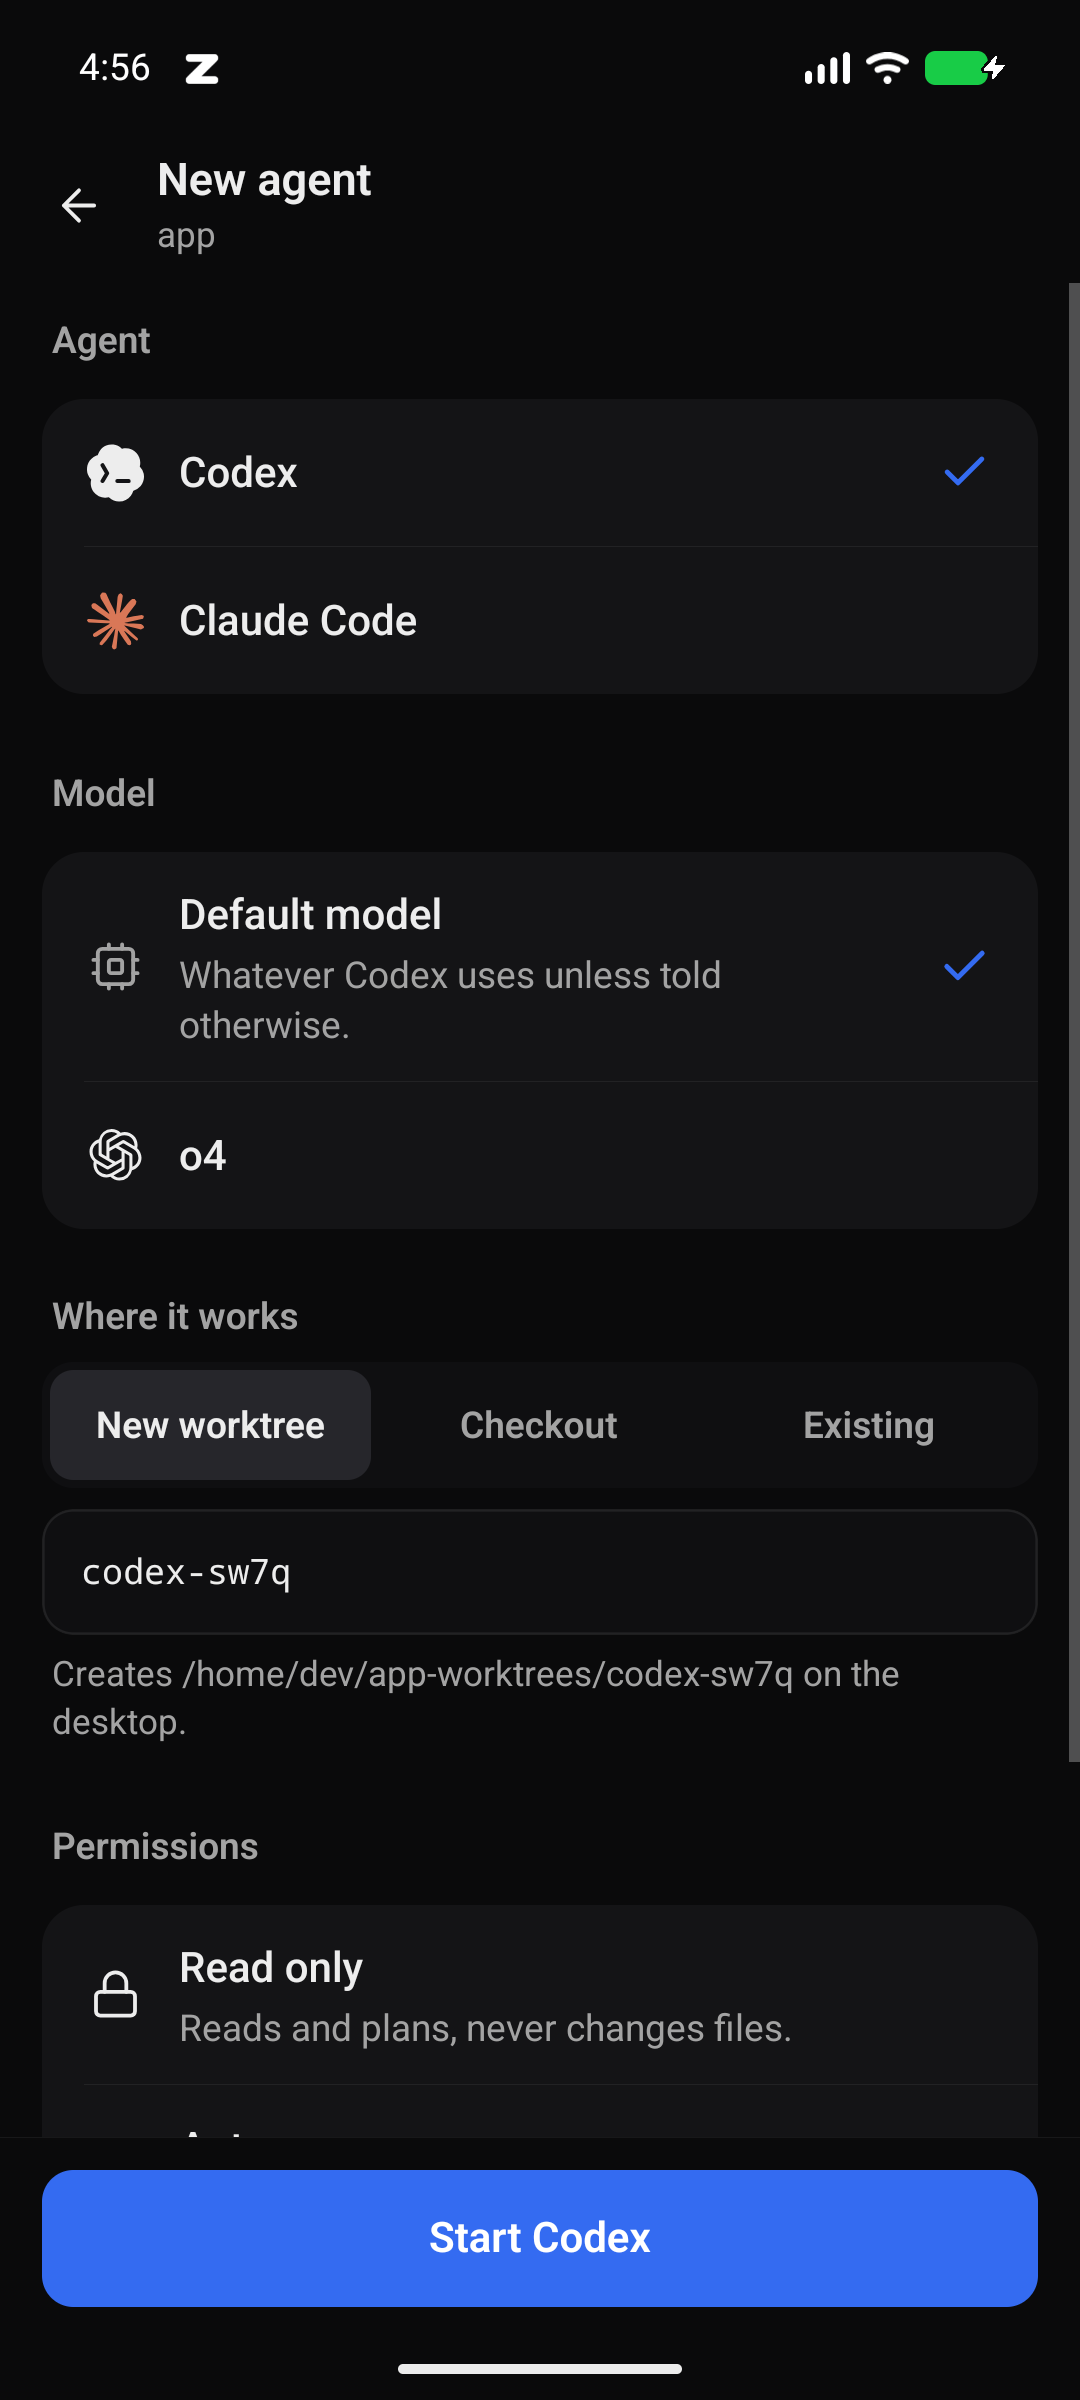 4:56
New agent
app
Agent
Codex
Claude Code
Model
Default model
Whatever Codex uses unless told
otherwise.
o4
Where it works
New worktree
Checkout
Existing
codex-sw7q
Creates /home/dev/app-worktrees/codex-sw7q on the
desktop.
Permissions
Read only
Reads and plans, never changes files.
Start Codex